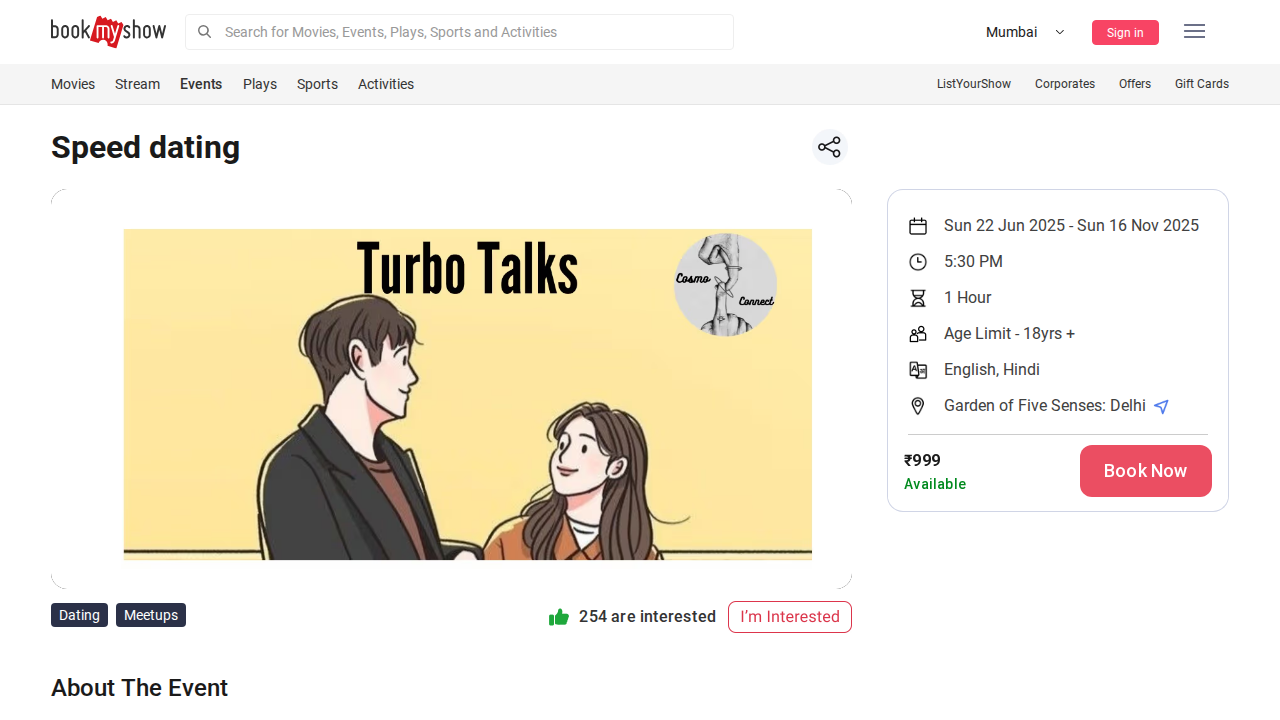 bookmyshow
Search for Movies, Events, Plays, Sports and Activities
Mumbai
Sign in
Movies Stream Events Plays Sports Activities
ListYourShow Corporates Offers Gift Cards
Speed dating
Turbo Talks
Cosmo
Connect
Sun 22 Jun 2025 - Sun 16 Nov 2025
5:30 PM
1 Hour
Age Limit - 18yrs +
English, Hindi
Garden of Five Senses: Delhi
₹999
Available
Book Now
Dating Meetups
254 are interested
I’m Interested
About The Event